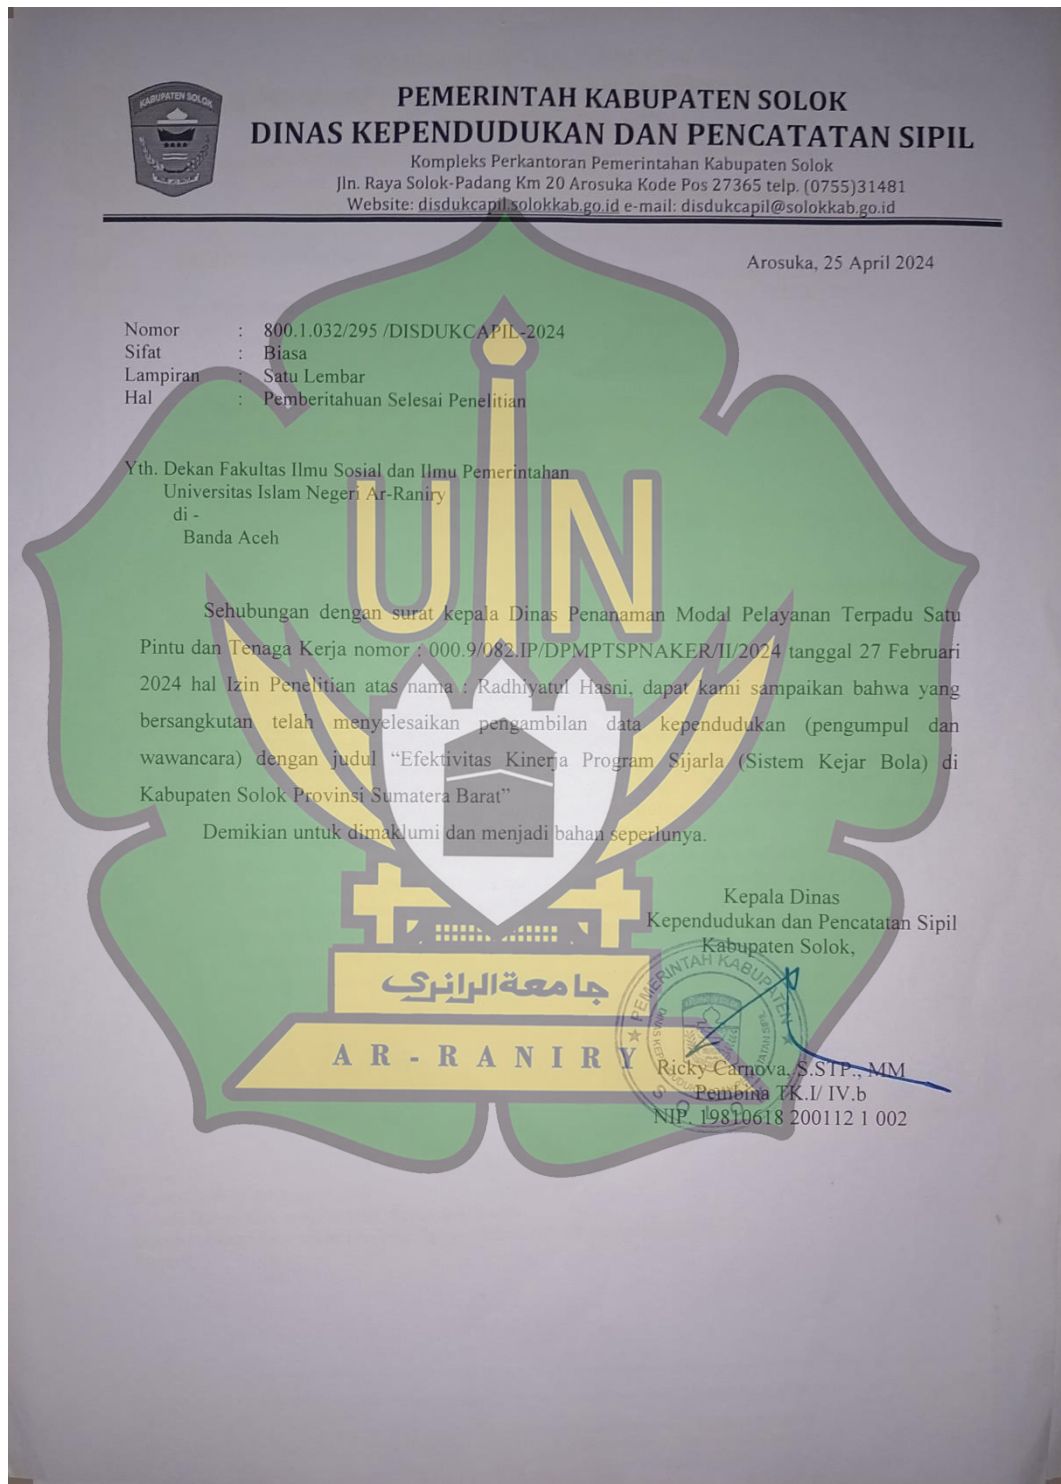 KABUPATEN SOLOK
PEMERINTAH KABUPATEN SOLOK
DINAS KEPENDUDUKAN DAN PENCATATAN SIPIL
Kompleks Perkantoran Pemerintahan Kabupaten Solok
Jln. Raya Solok-Padang Km 20 Arosuka Kode Pos 27365 telp. (0755)31481
Website: disdukcapil.solokkab.go.id e-mail: disdukcapil@solokkab.go.id
Arosuka, 25 April 2024
Nomor : 800.1.032/295 /DISDUKCAPIL-2024
Sifat : Biasa
Lampiran : Satu Lembar
Hal : Pemberitahuan Selesai Penelitian
Yth. Dekan Fakultas Ilmu Sosial dan Ilmu Pemerintahan
Universitas Islam Negeri Ar-Raniry
di -
Banda Aceh
UIN
Sehubungan dengan surat kepala Dinas Penanaman Modal Pelayanan Terpadu Satu
Pintu dan Tenaga Kerja nomor : 000.9/082.IP/DPMPTSPNAKER/II/2024 tanggal 27 Februari
2024 hal Izin Penelitian atas nama : Radhiyatul Hasni, dapat kami sampaikan bahwa yang
bersangkutan telah menyelesaikan pengambilan data kependudukan (pengumpul dan
wawancara) dengan judul “Efektivitas Kinerja Program Sijarla (Sistem Kejar Bola) di
Kabupaten Solok Provinsi Sumatera Barat”
Demikian untuk dimaklumi dan menjadi bahan seperlunya.
Kepala Dinas
Kependudukan dan Pencatatan Sipil
Kabupaten Solok,
PEMERINTAH KABUPATEN
SOLOK
جامعة الرانري
AR-RANIRY
Ricky Carnova, S.STP., MM
Pembina TK.I/ IV.b
NIP. 19810618 200112 1 002